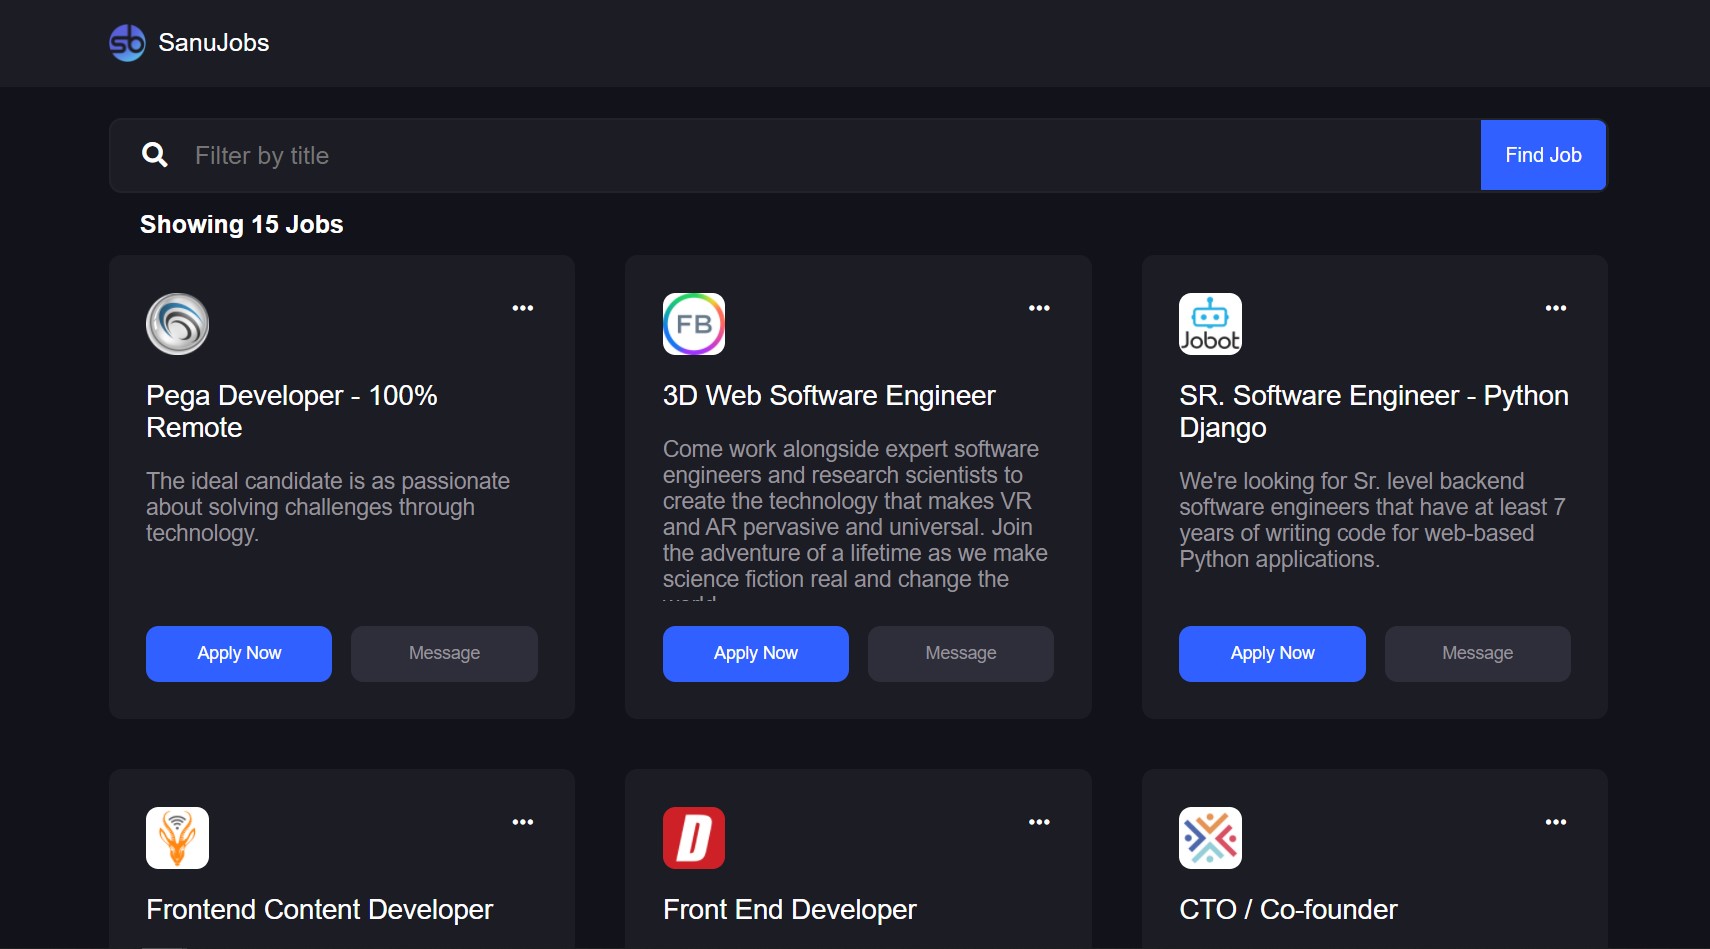 SanuJobs
Filter by title
Find Job
Showing 15 Jobs
Pega Developer - 100%
Remote
The ideal candidate is as passionate
about solving challenges through
technology.
Apply Now
Message
FB
3D Web Software Engineer
Come work alongside expert software
engineers and research scientists to
create the technology that makes VR
and AR pervasive and universal. Join
the adventure of a lifetime as we make
science fiction real and change the
Apply Now
Message
Jobot
SR. Software Engineer - Python
Django
We're looking for Sr. level backend
software engineers that have at least 7
years of writing code for web-based
Python applications.
Apply Now
Message
Frontend Content Developer
D
Front End Developer
CTO / Co-founder